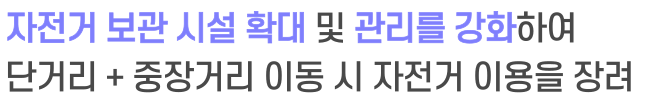 자전거 보관 시설 확대 및 관리를 강화하여
단거리 + 중장거리 이동 시 자전거 이용을 장려